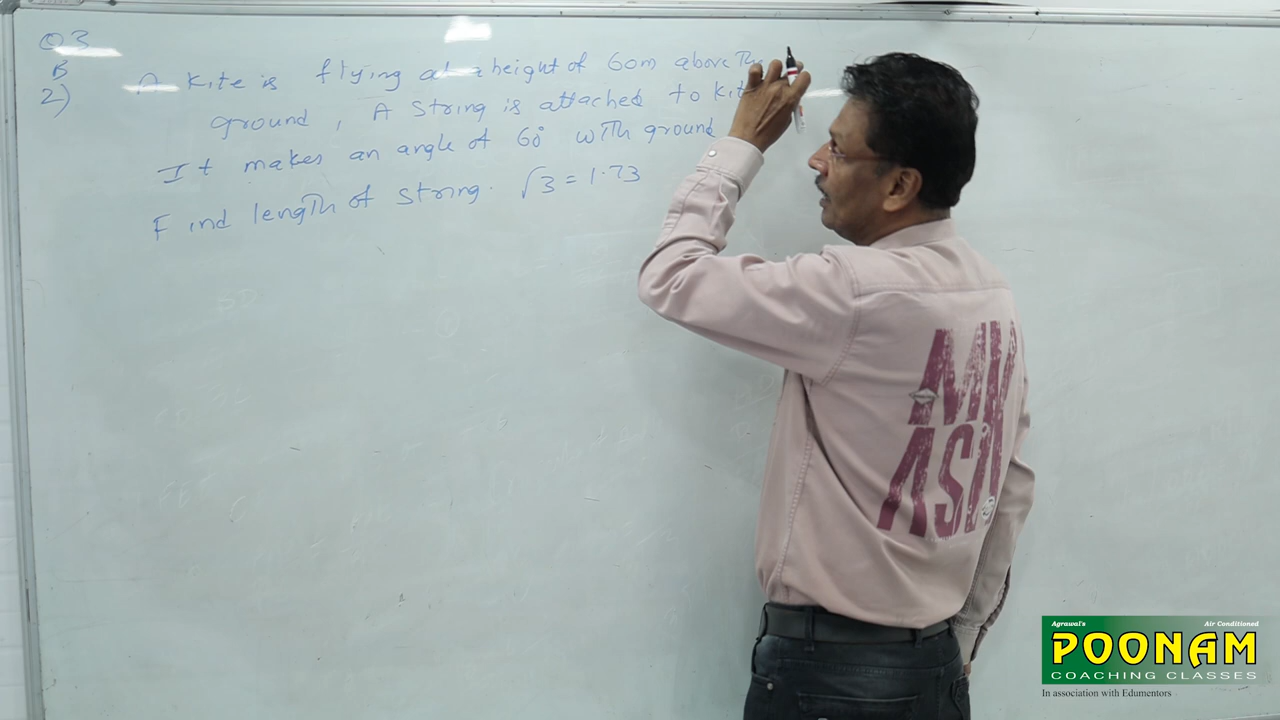 Q3
B
2)
A kite is flying at a height of 60m above the
ground, A string is attached to kit
It makes an angle of 60° with ground
Find length of string. √3 = 1.73
ASIN
Agrawal's Air Conditioned
POONAM
COACHING CLASSES
In association with Edumentors